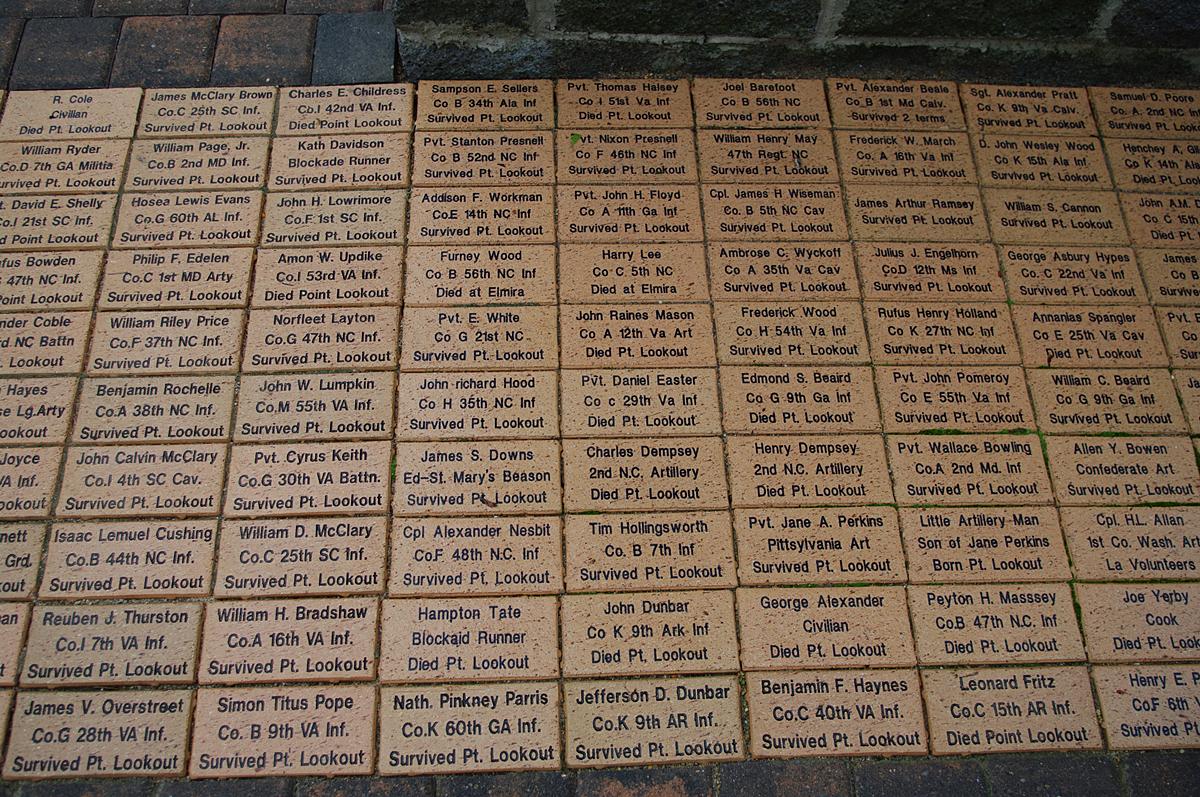 R. Cole
Civilian
Died Pt. Lookout
James McClary Brown
Co.C 25th SC Inf.
Survived Pt. Lookout
Charles E. Childress
Co.I 42nd VA Inf.
Died Point Lookout
Sampson E. Sellers
Co B 34th Ala Inf
Survived Pt. Lookout
Pvt. Thomas Halsey
Co I 51st Va Inf
Died Pt. Lookout
Joel Barefoot
Co B 56th NC
Survived Pt. Lookout
Pvt. Alexander Beale
Co B 1st Md Calv.
Survived 2 terms
Sgt. Alexander Pratt
Co. K 9th Va Calv.
Survived Pt. Lookout
Samuel D. Poore
Co. A. 2nd NC
Survived Pt. Lookout
William Ryder
Co.D 7th GA Militia
Survived Pt. Lookout
William Page, Jr.
Co.B 2nd MD Inf.
Survived Pt. Lookout
Kath Davidson
Blockade Runner
Survived Pt. Lookout
Pvt. Stanton Presnell
Co B 52nd NC Inf
Survived Pt. Lookout
Pvt. Nixon Presnell
Co F 46th NC Inf
Survived Pt. Lookout
William Henry May
47th Regt. NC
Survived Pt. Lookout
Frederick W. March
Co. A 16th Va Inf
Survived Pt. Lookout
D. John Wesley Wood
Co K 15th Ala Inf.
Survived Pt. Lookout
Henchey A.
Co K 14th
Died Pt.
David E. Shelly
Co.I 21st SC Inf.
Point Lookout
Hosea Lewis Evans
Co.G 60th AL Inf.
Survived Pt. Lookout
John H. Lowrimore
Co.F 1st SC Inf.
Survived Pt. Lookout
Addison F. Workman
Co.E 14th NC Inf
Survived Pt. Lookout
Pvt. John H. Floyd
Co A 11th Ga Inf
Survived Pt. Lookout
Cpl. James H Wiseman
Co. B 5th NC Cav
Survived Pt. Lookout
James Arthur Ramsey
Survived Pt. Lookout
William S. Cannon
Survived Pt. Lookout
John A.M.
Co C 15th
Died Pt.
Bowden
47th NC Inf.
Point Lookout
Philip F. Edelen
Co.C 1st MD Arty
Survived Pt. Lookout
Amon W. Updike
Co.I 53rd VA Inf.
Died Point Lookout
Furney Wood
Co B 56th NC Inf
Died at Elmira
Harry Lee
Co C 5th NC
Died at Elmira
Ambrose C. Wyckoff
Co A 35th Va Cav
Survived Pt. Lookout
Julius J. Engelhorn
Co.D 12th Ms Inf
Survived Pt. Lookout
George Asbury Hypes
Co. C 22nd Va Inf
Survived Pt. Lookout
James
Co
Survived
Coble
NC Battn
Lookout
William Riley Price
Co.F 37th NC Inf.
Survived Pt. Lookout
Norfleet Layton
Co.G 47th NC Inf.
Survived Pt. Lookout
Pvt. E. White
Co G 21st NC
Survived Pt. Lookout
John Raines Mason
Co A 12th Va Art
Died Pt. Lookout
Frederick Wood
Co H 54th Va Inf
Survived Pt. Lookout
Rufus Henry Holland
Co K 27th NC Inf
Survived Pt. Lookout
Annanias Spangler
Co E 25th Va Cav
Died Pt. Lookout
Pvt.
Co
Hayes
Lg.Arty
Lookout
Benjamin Rochelle
Co.A 38th NC Inf.
Survived Pt. Lookout
John W. Lumpkin
Co.M 55th VA Inf.
Survived Pt. Lookout
John richard Hood
Co H 35th NC Inf
Survived Pt. Lookout
Pvt. Daniel Easter
Co c 29th Va Inf
Died Pt. Lookout
Edmond S. Beaird
Co G 9th Ga Inf
Died Pt. Lookout
Pvt. John Pomeroy
Co E 55th Va Inf
Survived Pt. Lookout
William C. Beaird
Co G 9th Ga Inf
Survived Pt. Lookout
Joyce
VA Inf.
Lookout
John Calvin McClary
Co.I 4th SC Cav.
Survived Pt. Lookout
Pvt. Cyrus Keith
Co.G 30th VA Battn.
Survived Pt. Lookout
James S. Downs
Ed-St. Mary's Beason
Survived Pt. Lookout
Charles Dempsey
2nd N.C. Artillery
Died Pt. Lookout
Henry Dempsey
2nd N.C. Artillery
Died Pt. Lookout
Pvt. Wallace Bowling
Co.A 2nd Md. Inf
Survived Pt. Lookout
Allen Y. Bowen
Confederate Art
Survived Pt. Lookout
Grd.
Isaac Lemuel Cushing
Co.B 44th NC Inf.
Survived Pt. Lookout
William D. McClary
Co.C 25th SC Inf.
Survived Pt. Lookout
Cpl Alexander Nesbit
Co.F 48th N.C. Inf
Survived Pt. Lookout
Tim Hollingsworth
Co. B 7th Inf
Survived Pt. Lookout
Pvt. Jane A. Perkins
Pittsylvania Art
Survived Pt. Lookout
Little Artillery Man
Son of Jane Perkins
Born Pt. Lookout
Cpl. HL. Allan
1st Co. Wash. Art
La Volunteers
Reuben J. Thurston
Co.I 7th VA Inf.
Survived Pt. Lookout
William H. Bradshaw
Co.A 16th VA Inf.
Survived Pt. Lookout
Hampton Tate
Blockaid Runner
Died Pt. Lookout
John Dunbar
Co K 9th Ark Inf
Died Pt. Lookout
George Alexander
Civilian
Died Pt. Lookout
Peyton H. Masssey
Co.B 47th N.C. Inf
Survived Pt. Lookout
Joe Yerby
Cook
Died Pt. Lookout
James V. Overstreet
Co.G 28th VA Inf.
Survived Pt. Lookout
Simon Titus Pope
Co. B 9th VA Inf.
Survived Pt. Lookout
Nath. Pinkney Parris
Co.K 60th GA Inf.
Survived Pt. Lookout
Jefferson D. Dunbar
Co.K 9th AR Inf.
Survived Pt. Lookout
Benjamin F. Haynes
Co.C 40th VA Inf.
Survived Pt. Lookout
Leonard Fritz
Co.C 15th AR Inf.
Died Point Lookout
Henry E.
Co.F 6th
Survived Pt.